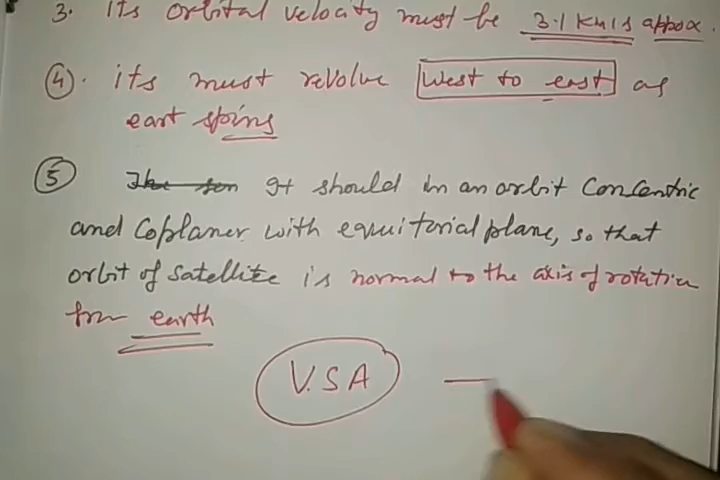 3. Its orbital velocity must be 3.1 km/s appox.
(4). its must revolve West to east as
eart spins
(5) It should in an orbit Concentric
and Coplaner with equitorial plane, so that
orbit of satellite is normal to the axis of rotation
earth
V.S.A —